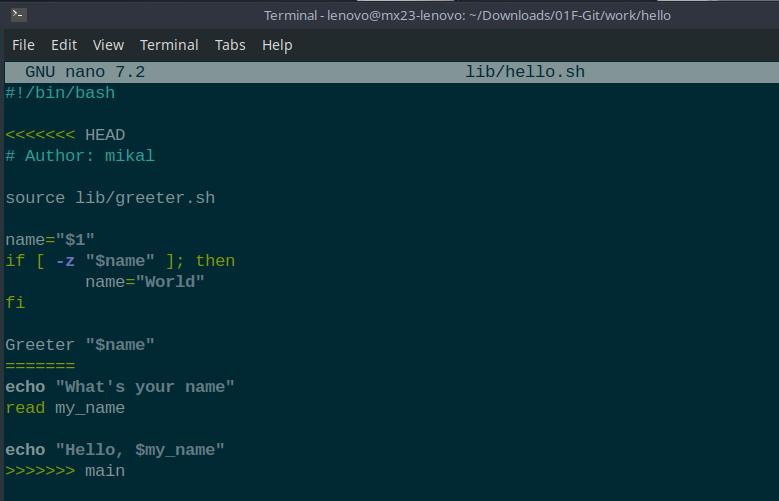 Terminal - lenovo@mx23-lenovo: ~/Downloads/01F-Git/work/hello
File Edit View Terminal Tabs Help
GNU nano 7.2 lib/hello.sh
#!/bin/bash
<<<<<<< HEAD
# Author: mikal
source lib/greeter.sh
name="$1"
if [ -z "$name" ]; then
name="World"
fi
Greeter "$name"
=======
echo "What's your name"
read my_name
echo "Hello, $my_name"
>>>>>>> main